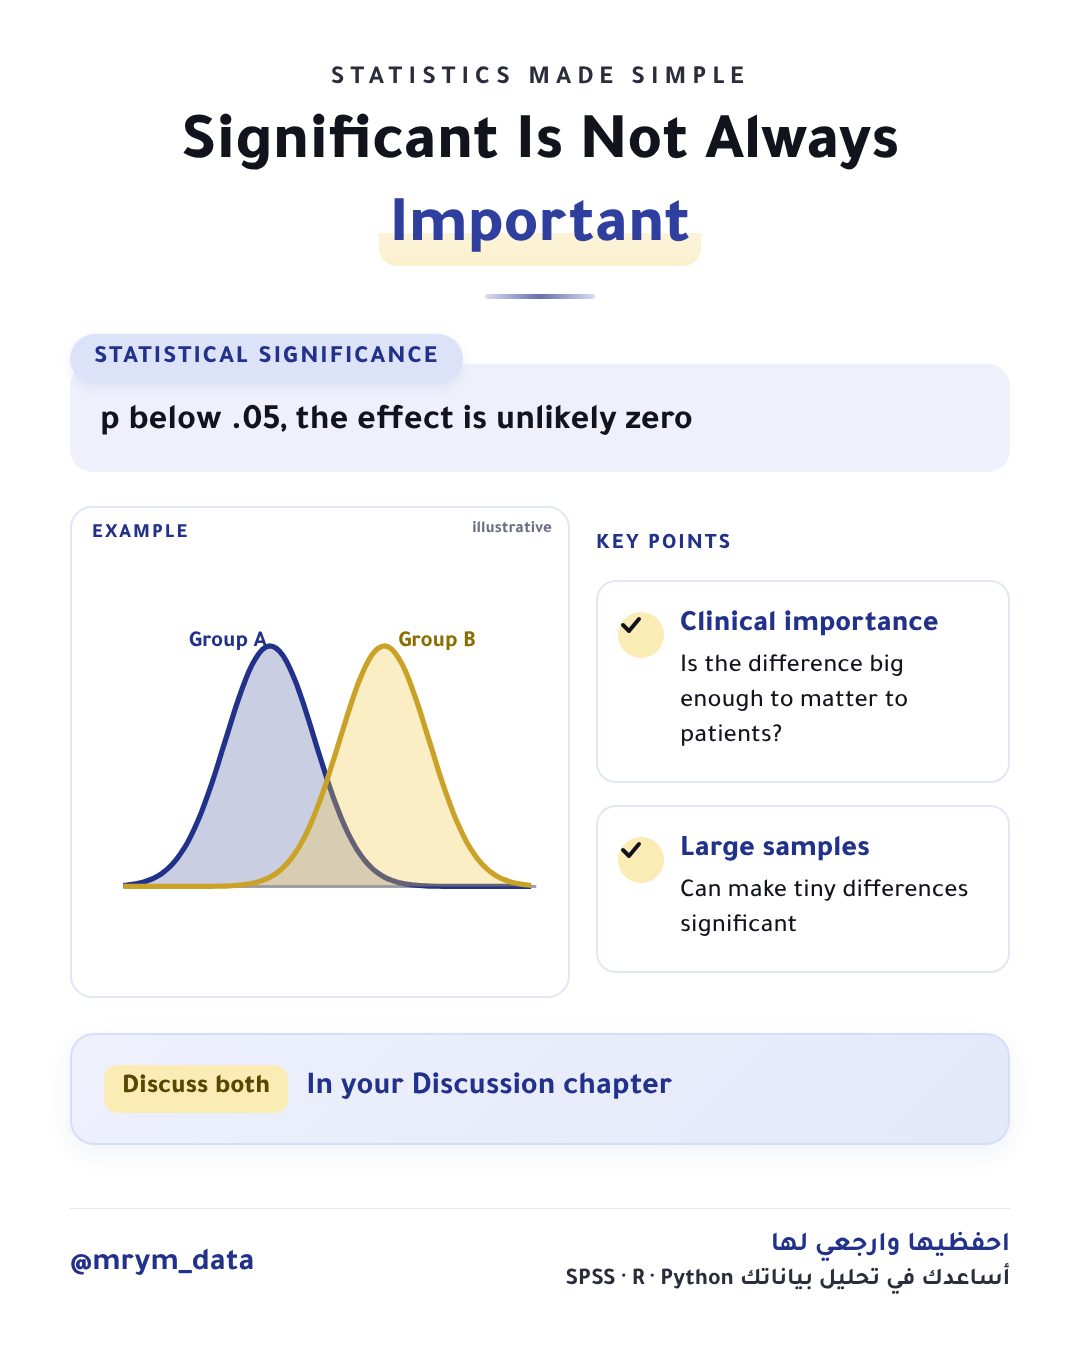 STATISTICS MADE SIMPLE
Significant Is Not Always
Important
STATISTICAL SIGNIFICANCE
p below .05, the effect is unlikely zero
EXAMPLE
illustrative
Group A
Group B
KEY POINTS
Clinical importance
Is the difference big
enough to matter to
patients?
Large samples
Can make tiny differences
significant
Discuss both
In your Discussion chapter
@mrym_data
احفظيها وارجعي لها
أساعدك في تحليل بياناتك SPSS · R · Python